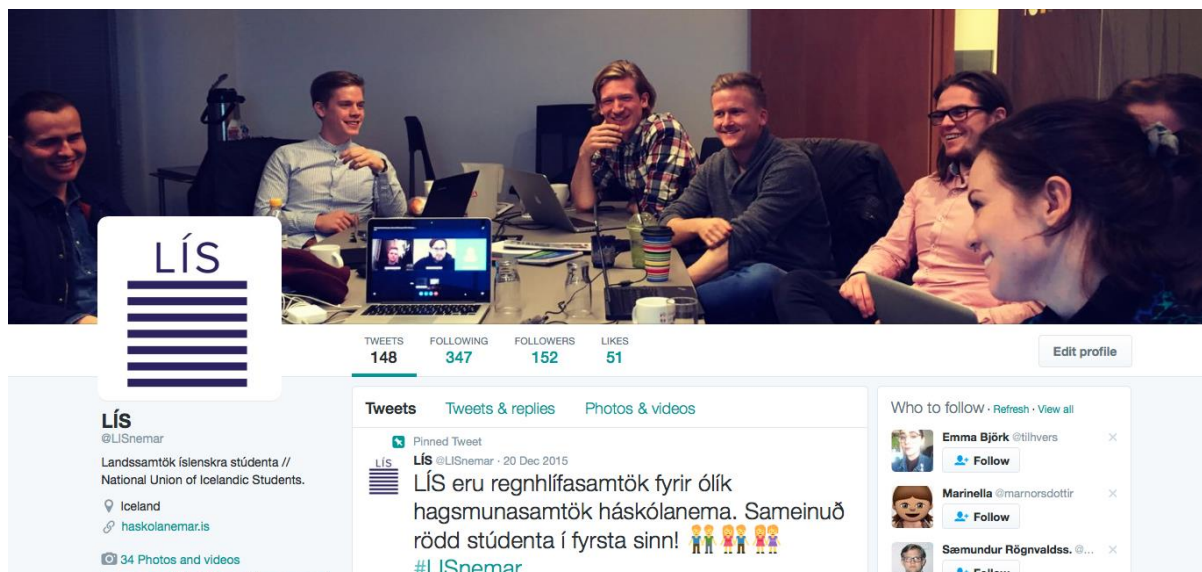 LÍS
TWEETS
148
FOLLOWING
347
FOLLOWERS
152
LIKES
51
Edit profile
LÍS
@LISnemar
Landssamtök íslenskra stúdenta //
National Union of Icelandic Students.
Iceland
haskolanemar.is
34 Photos and videos
Tweets Tweets & replies Photos & videos
Pinned Tweet
LÍS
LÍS @LISnemar · 20 Dec 2015
LÍS eru regnhlífasamtök fyrir ólík
hagsmunasamtök háskólanema. Sameinuð
rödd stúdenta í fyrsta sinn!
#LISnemar
Who to follow · Refresh · View all
Emma Björk @tilhvers
Follow
Marinella @marnorsdottir
Follow
Sæmundur Rögnvaldss. @...
Follow